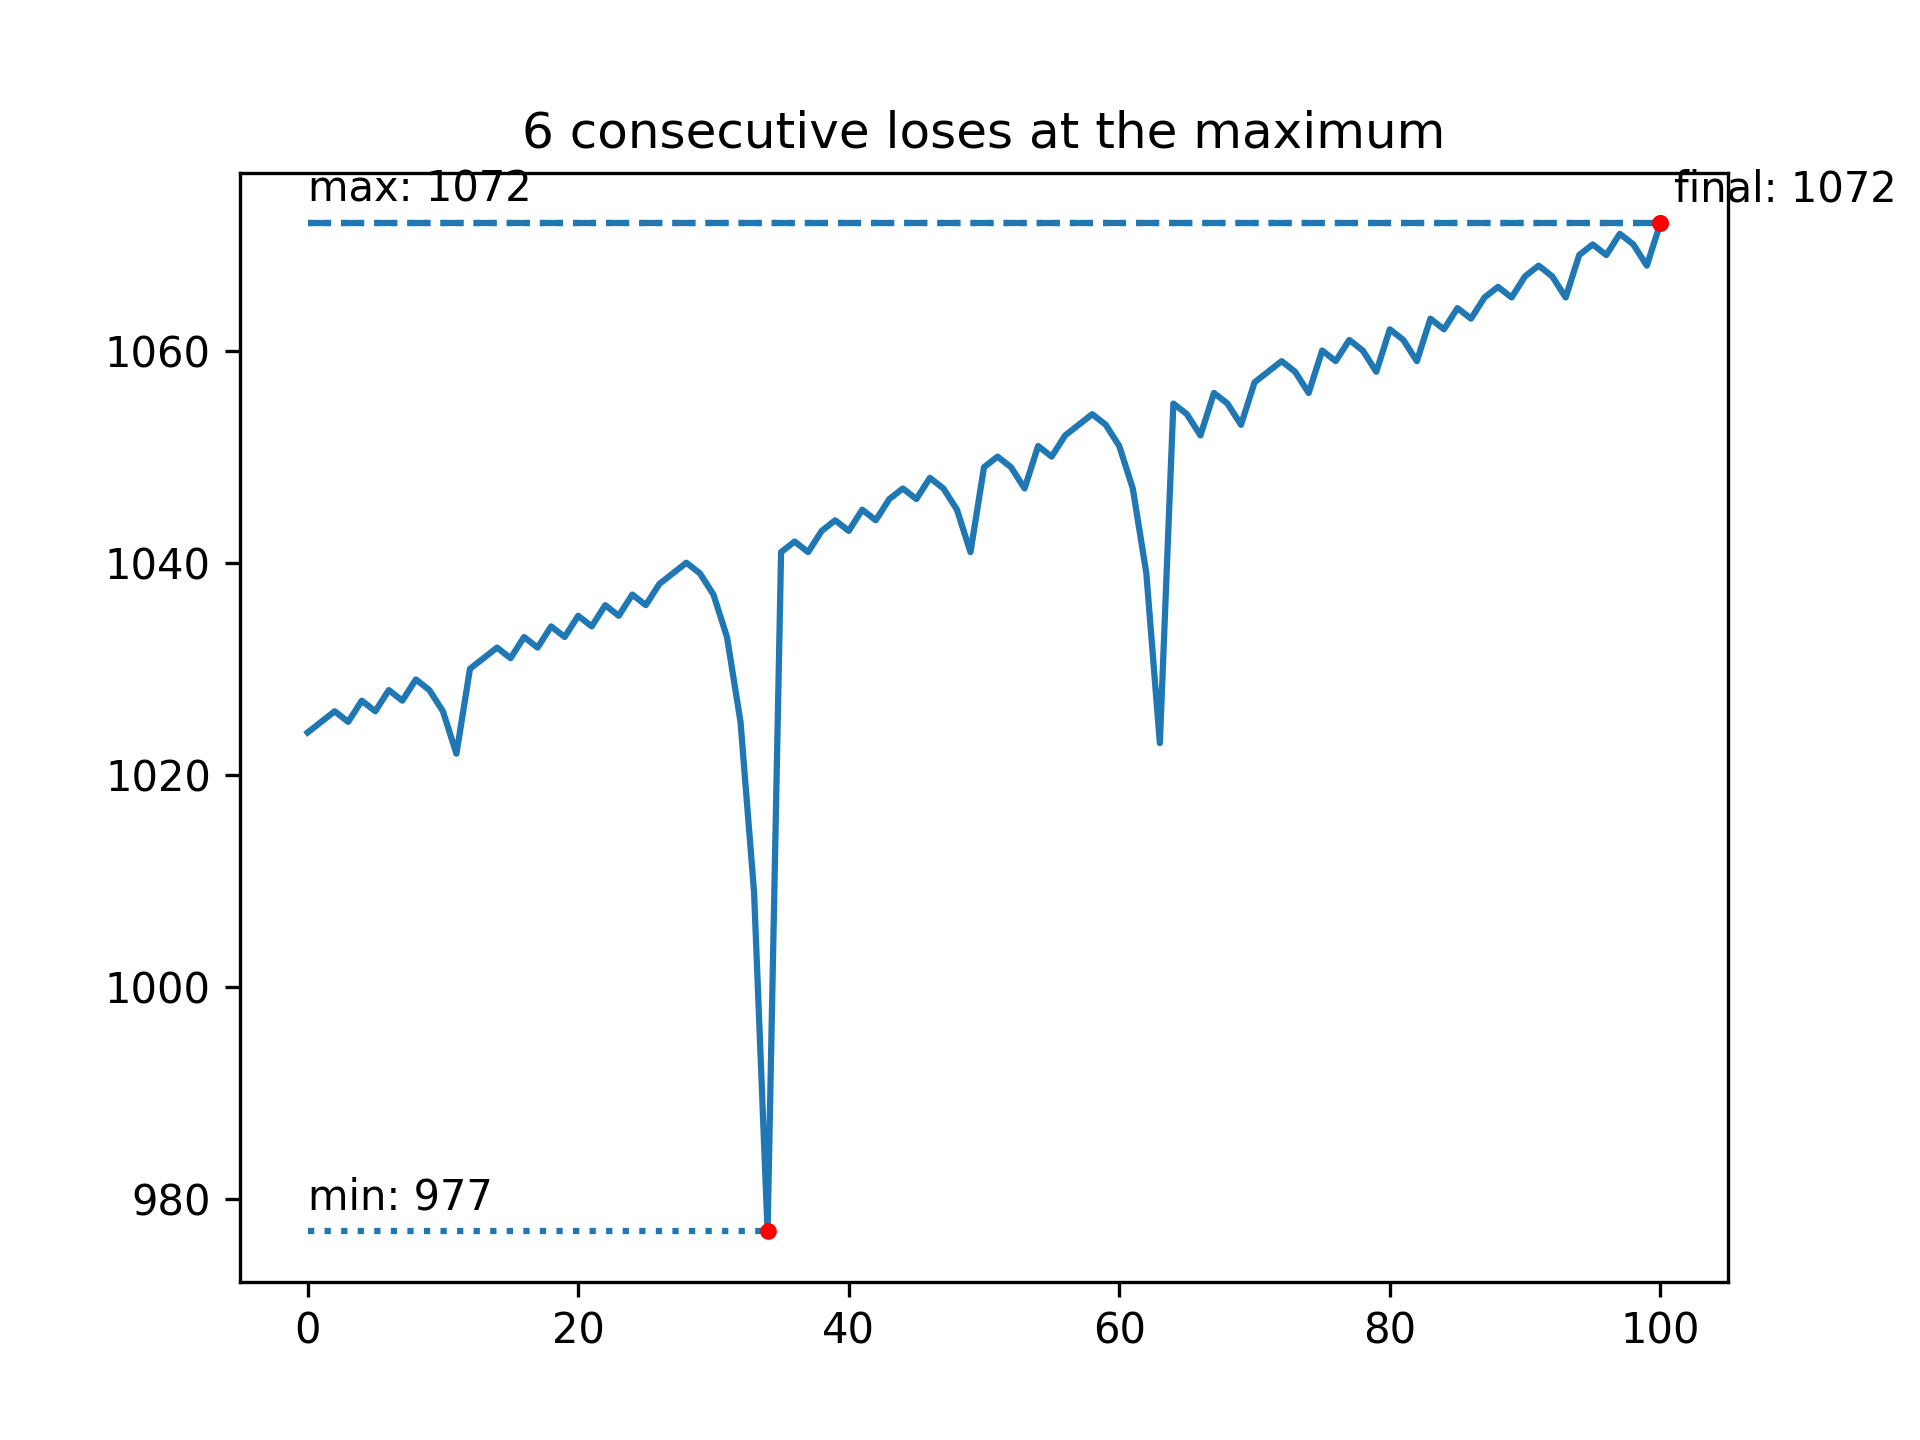 6 consecutive loses at the maximum
max: 1072
final: 1072
1060
1040
1020
1000
980
min: 977
0 20 40 60 80 100